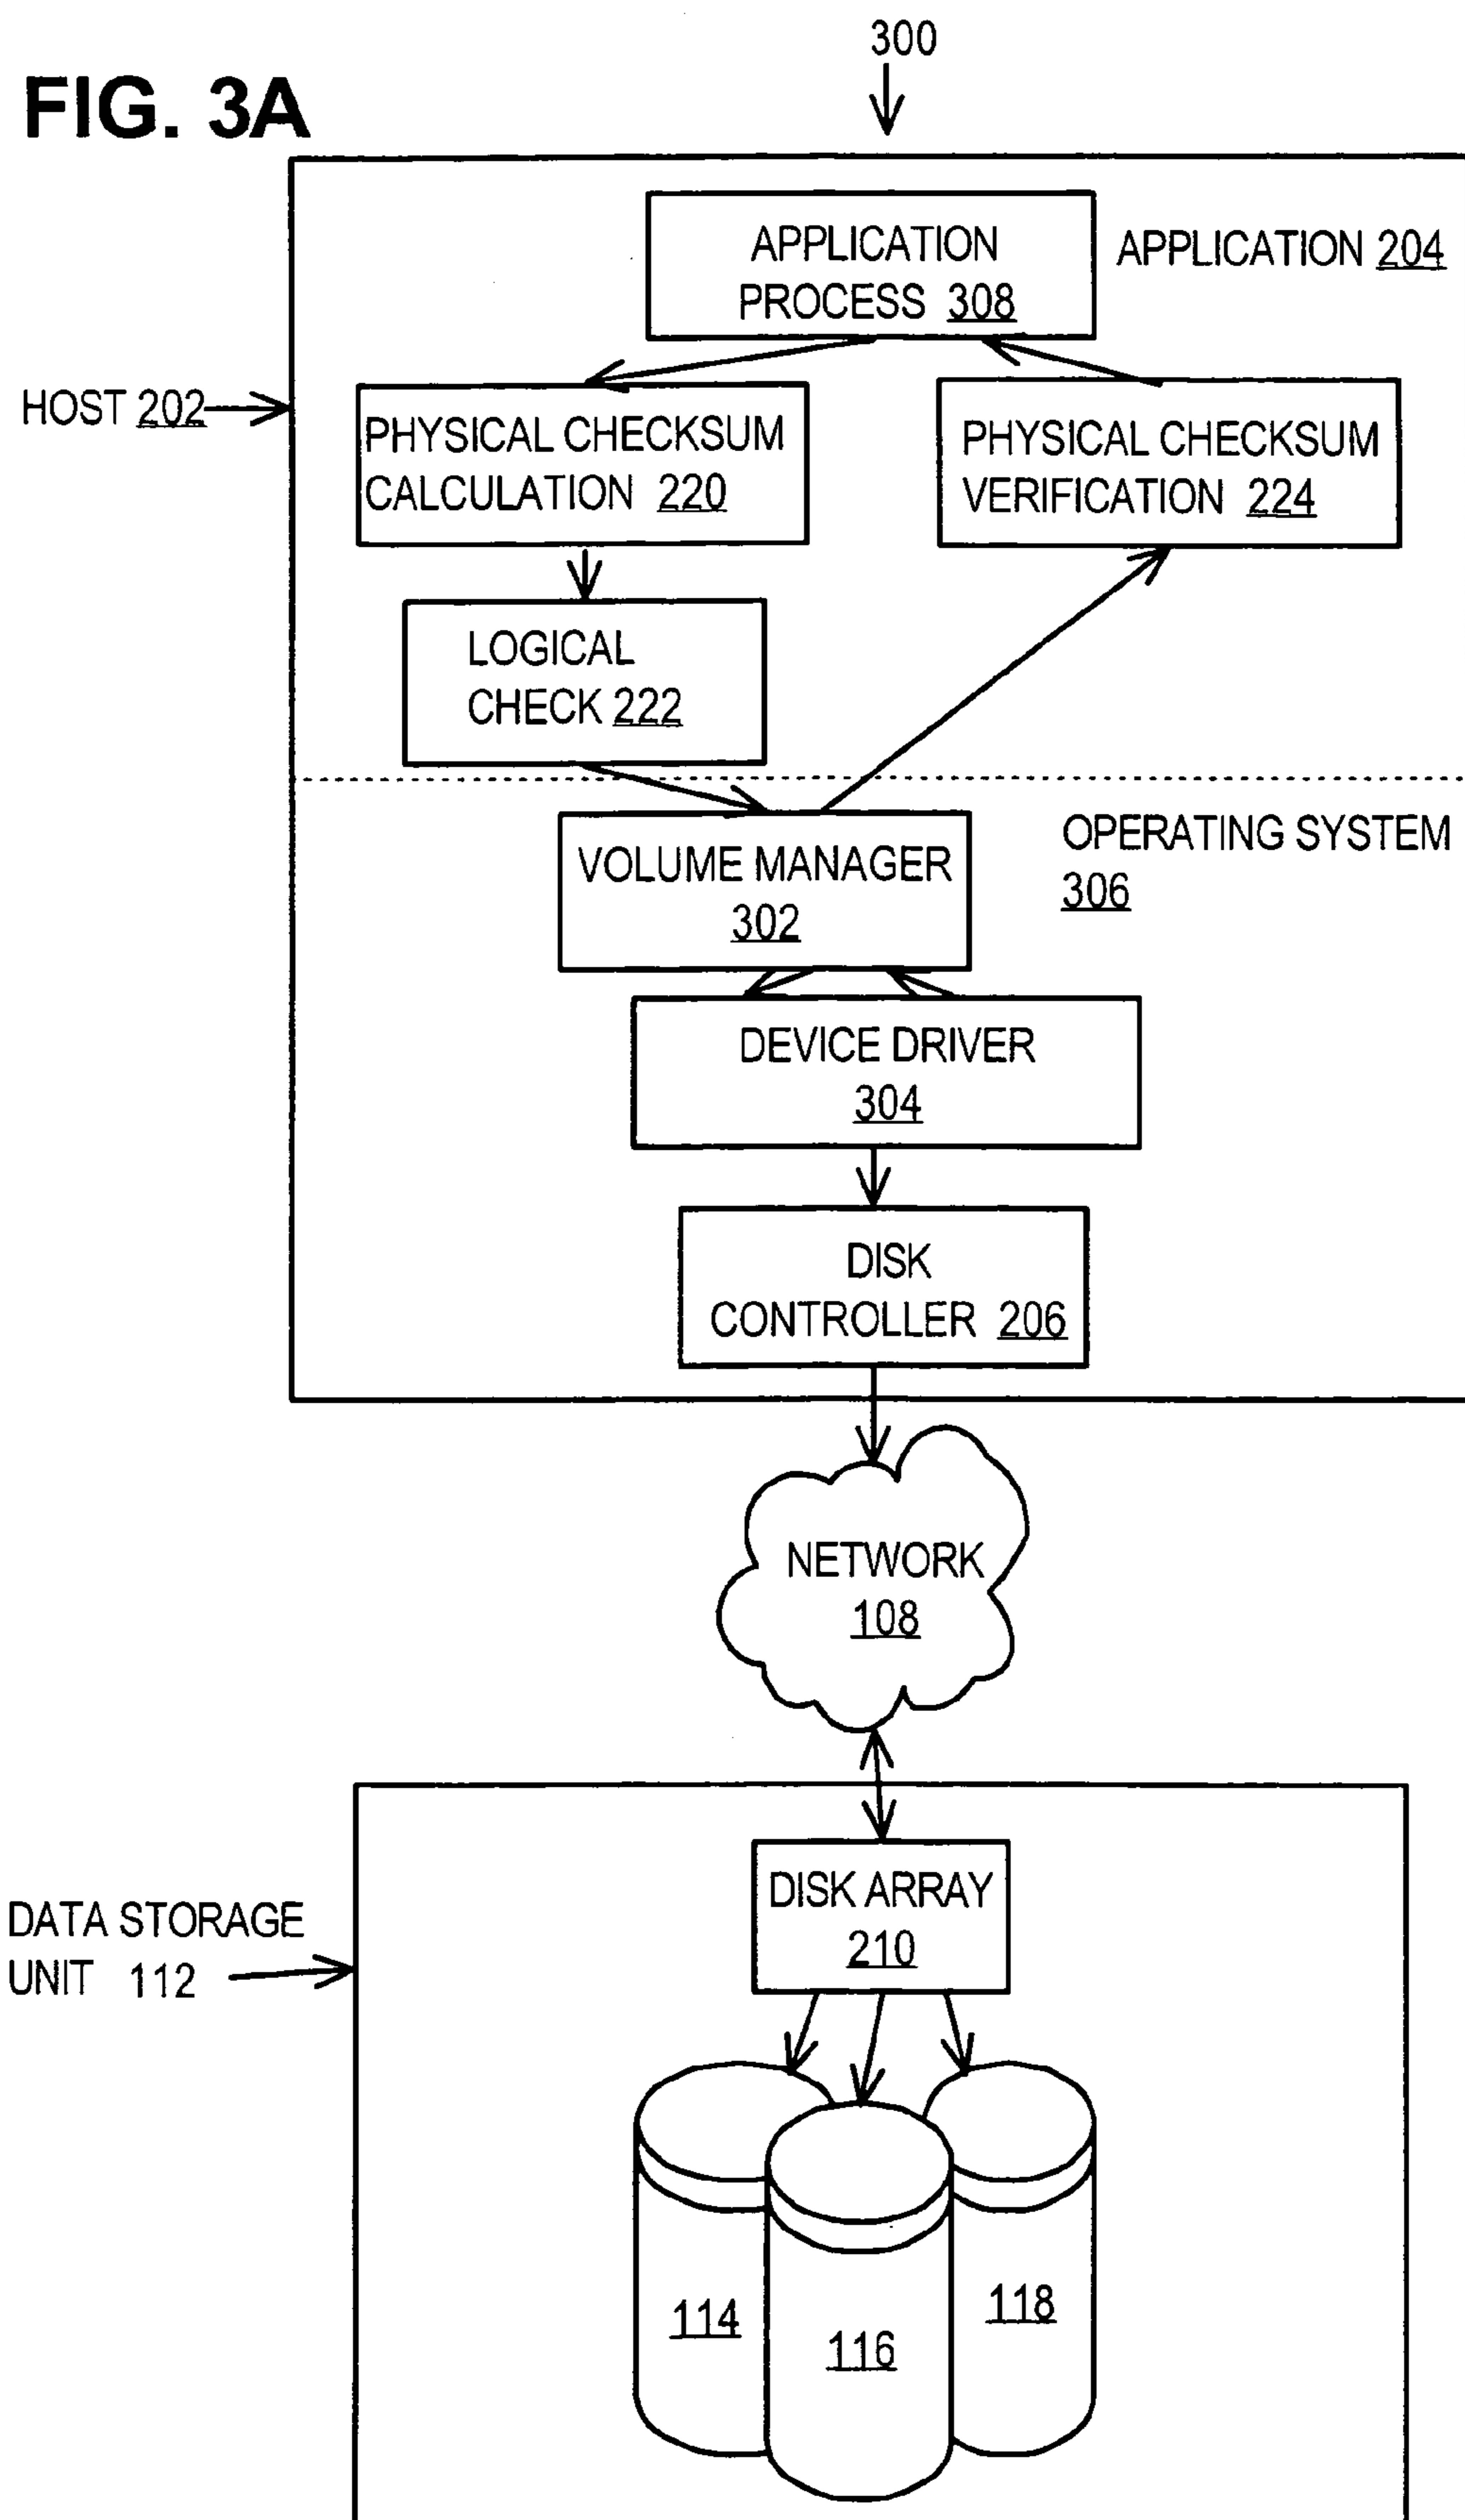 300
FIG. 3A
APPLICATION
PROCESS 308
APPLICATION 204
HOST 202
PHYSICAL CHECKSUM
CALCULATION 220
PHYSICAL CHECKSUM
VERIFICATION 224
LOGICAL
CHECK 222
VOLUME MANAGER
302
OPERATING SYSTEM
306
DEVICE DRIVER
304
DISK
CONTROLLER 206
NETWORK
108
DISK ARRAY
210
DATA STORAGE
UNIT 112
114
116
118